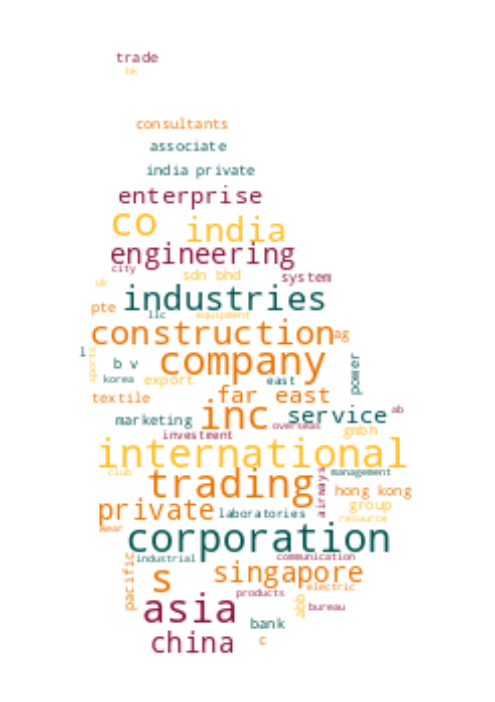 trade
hk
consultants
associate
india private
enterprise
co india
engineering
city
sdn bhd system
uk
industries
pte
llc equipment
construction ag
l
company
sports
b v
power
korea export east
textile far east
inc service ab
marketing
overseas
investment gmbh
international
club management
trading
airways
hong kong
private group
laboratories
resource
wear
corporation
industrial communication
pacific
singapore
s
electric
products
abb
asia bureau
bank
china c